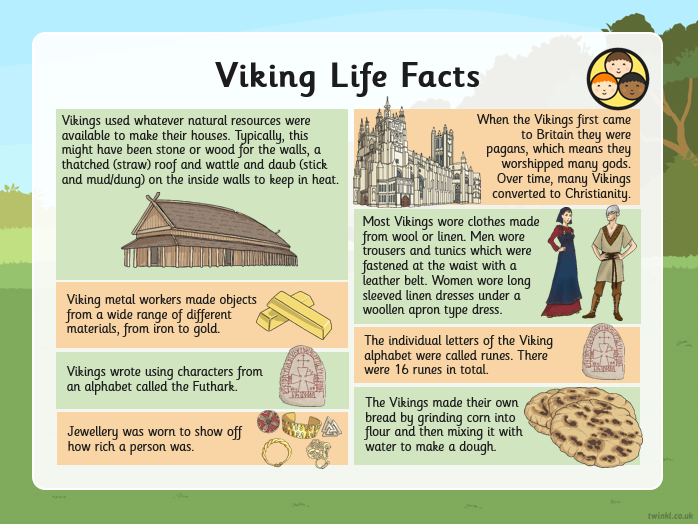 Viking Life Facts
Vikings used whatever natural resources were
available to make their houses. Typically, this
might have been stone or wood for the walls, a
thatched (straw) roof and wattle and daub (stick
and mud/dung) on the inside walls to keep in heat.
Viking metal workers made objects
from a wide range of different
materials, from iron to gold.
Vikings wrote using characters from
an alphabet called the Futhark.
Jewellery was worn to show off
how rich a person was.
When the Vikings first came
to Britain they were
pagans, which means they
worshipped many gods.
Over time, many Vikings
converted to Christianity.
Most Vikings wore clothes made
from wool or linen. Men wore
trousers and tunics which were
fastened at the waist with a
leather belt. Women wore long
sleeved linen dresses under a
woollen apron type dress.
The individual letters of the Viking
alphabet were called runes. There
were 16 runes in total.
The Vikings made their own
bread by grinding corn into
flour and then mixing it with
water to make a dough.
twinkl.co.uk